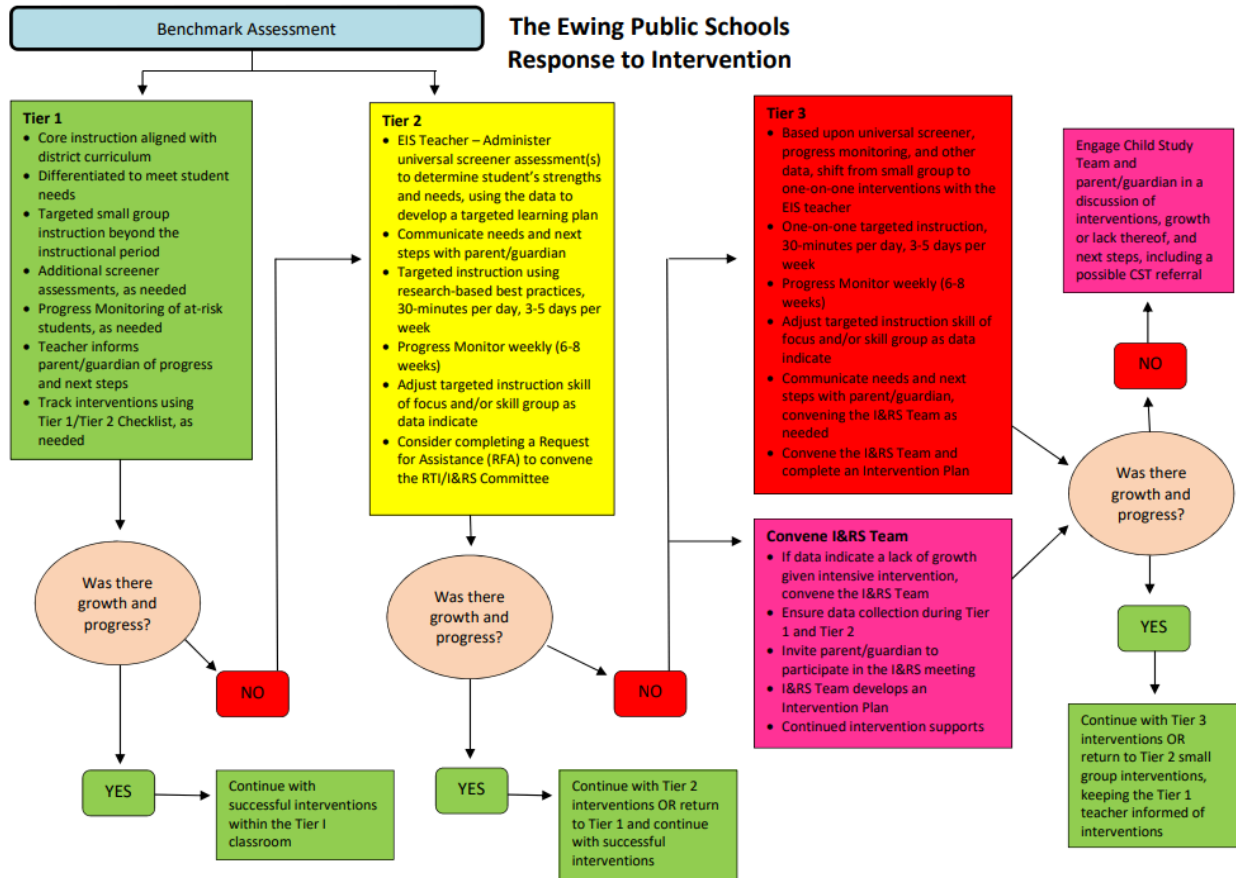 Benchmark Assessment
The Ewing Public Schools
Response to Intervention
Tier 1
• Core instruction aligned with
district curriculum
• Differentiated to meet student
needs
• Targeted small group
instruction beyond the
instructional period
• Additional screener
assessments, as needed
• Progress Monitoring of at-risk
students, as needed
• Teacher informs
parent/guardian of progress
and next steps
• Track interventions using
Tier 1/Tier 2 Checklist, as
needed
Was there
growth and
progress?
NO
YES
Continue with
successful interventions
within the Tier I
classroom
Tier 2
• EIS Teacher – Administer
universal screener assessment(s)
to determine student's strengths
and needs, using the data to
develop a targeted learning plan
• Communicate needs and next
steps with parent/guardian
• Targeted instruction using
research-based best practices,
30-minutes per day, 3-5 days per
week
• Progress Monitor weekly (6-8
weeks)
• Adjust targeted instruction skill
of focus and/or skill group as
data indicate
• Consider completing a Request
for Assistance (RFA) to convene
the RTI/I&RS Committee
Was there
growth and
progress?
NO
YES
Continue with Tier 2
interventions OR return
to Tier 1 and continue
with successful
interventions
Tier 3
• Based upon universal screener,
progress monitoring, and other
data, shift from small group to
one-on-one interventions with the
EIS teacher
• One-on-one targeted instruction,
30-minutes per day, 3-5 days per
week
• Progress Monitor weekly (6-8
weeks)
• Adjust targeted instruction skill of
focus and/or skill group as data
indicate
• Communicate needs and next
steps with parent/guardian,
convening the I&RS Team as
needed
• Convene the I&RS Team and
complete an Intervention Plan
Convene I&RS Team
• If data indicate a lack of growth
given intensive intervention,
convene the I&RS Team
• Ensure data collection during Tier
1 and Tier 2
• Invite parent/guardian to
participate in the I&RS meeting
• I&RS Team develops an
Intervention Plan
• Continued intervention supports
Engage Child Study
Team and
parent/guardian in a
discussion of
interventions, growth
or lack thereof, and
next steps, including a
possible CST referral
NO
Was there
growth and
progress?
YES
Continue with Tier 3
interventions OR
return to Tier 2 small
group interventions,
keeping the Tier 1
teacher informed of
interventions